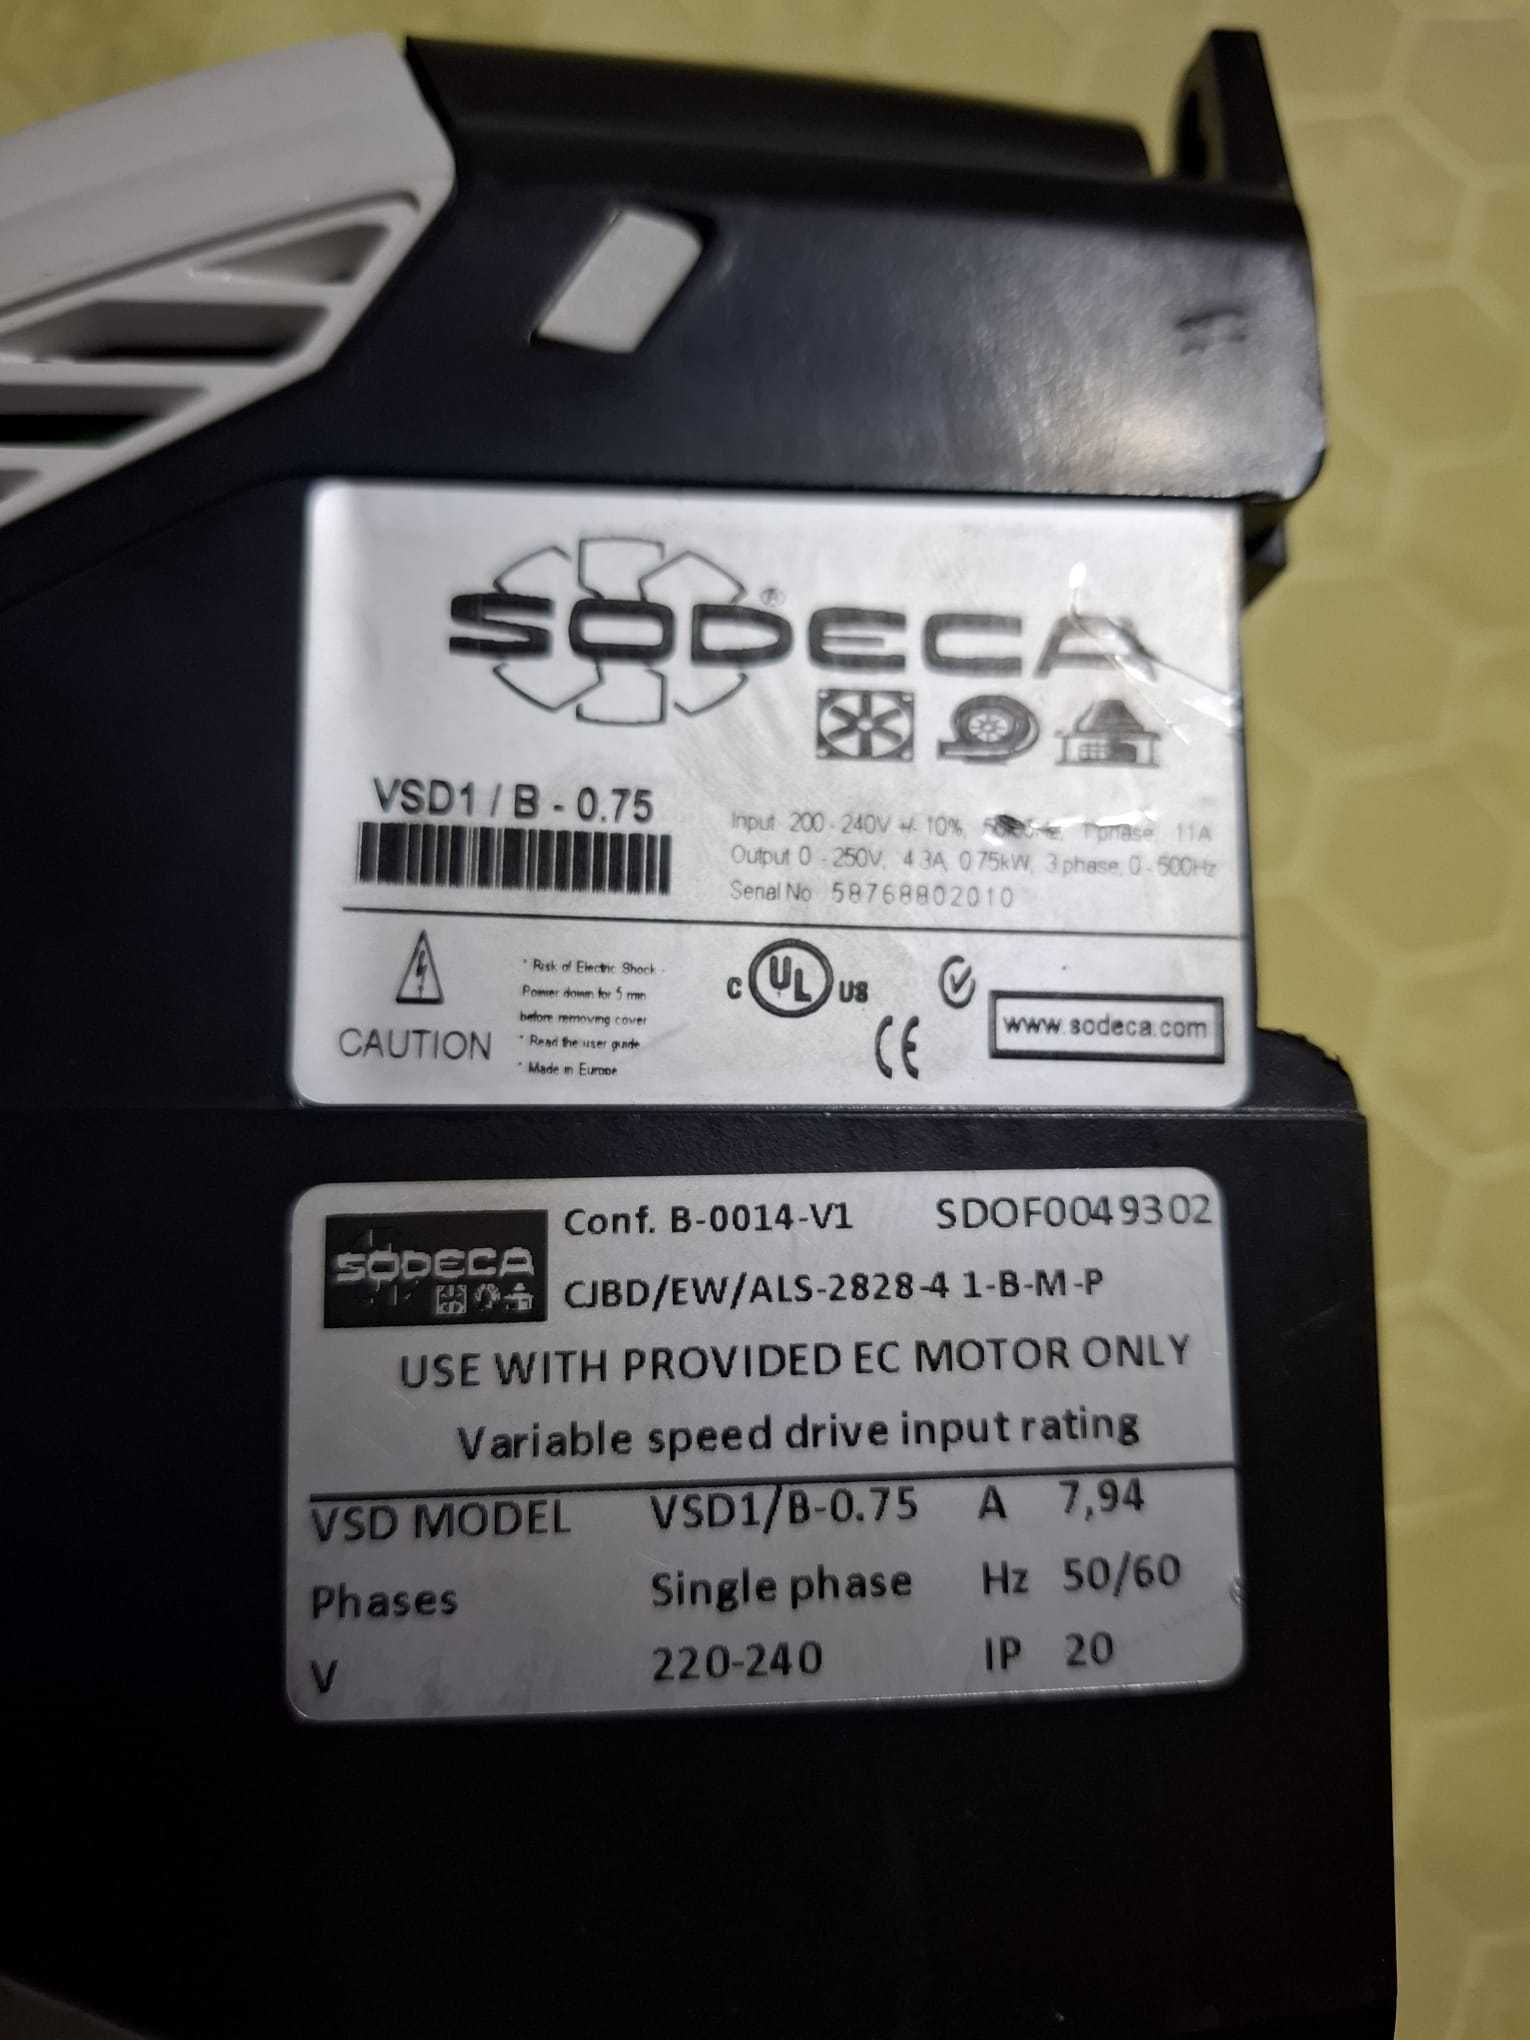 SODECA®
VSD1 / B - 0.75
Input 200 - 240V +/- 10%, 1 phase, 11A
Output 0 - 250V, 4.3A, 0.75kW, 3 phase, 0 - 500Hz
Serial No 58768802010
CAUTION
* Risk of Electric Shock -
Power down for 5 min
before removing cover
* Read the user guide
* Made in Europe
C UL US
CE
www.sodeca.com
SODECA
Conf. B-0014-V1 SDOF0049302
CJBD/EW/ALS-2828-4 1-B-M-P
USE WITH PROVIDED EC MOTOR ONLY
Variable speed drive input rating
VSD MODEL VSD1/B-0.75 A 7,94
Phases Single phase Hz 50/60
V 220-240 IP 20